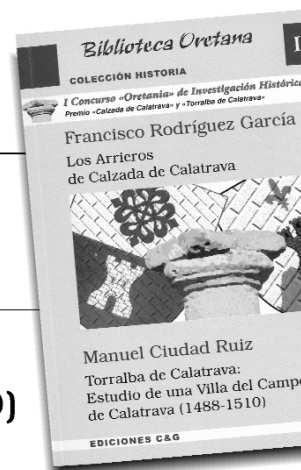 Biblioteca Oretana
COLECCIÓN HISTORIA
I Concurso «Oretania» de Investigación Histórica
Premio «Calzada de Calatrava» y «Torralba de Calatrava»
Francisco Rodríguez García
Los Arrieros
de Calzada de Calatrava
Manuel Ciudad Ruiz
Torralba de Calatrava:
Estudio de una Villa del Campo
de Calatrava (1488-1510)
EDICIONES C&G